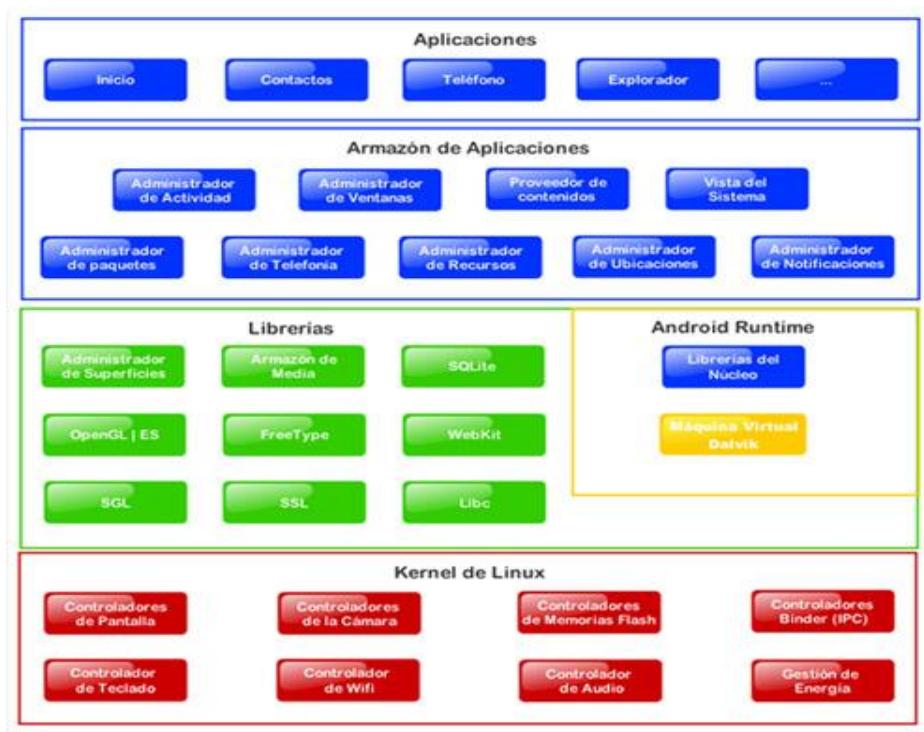 Aplicaciones
Inicio
Contactos
Teléfono
Explorador
...
Armazón de Aplicaciones
Administrador
de Actividad
Administrador
de Ventanas
Proveedor de
contenidos
Vista del
Sistema
Administrador
de paquetes
Administrador
de Telefonia
Administrador
de Recursos
Administrador
de Ubicaciones
Administrador
de Notificaciones
Librerias
Administrador
de Superficies
Armazón de
Media
SQLite
OpenGL | ES
FreeType
WebKit
SGL
SSL
Libc
Android Runtime
Librerías del
Núcleo
Máquina Virtual
Dalvik
Kernel de Linux
Controladores
de Pantalla
Controladores
de la Cámara
Controladores
de Memorias Flash
Controladores
Binder (IPC)
Controlador
de Teclado
Controlador
de Wifi
Controlador
de Audio
Gestión de
Energía